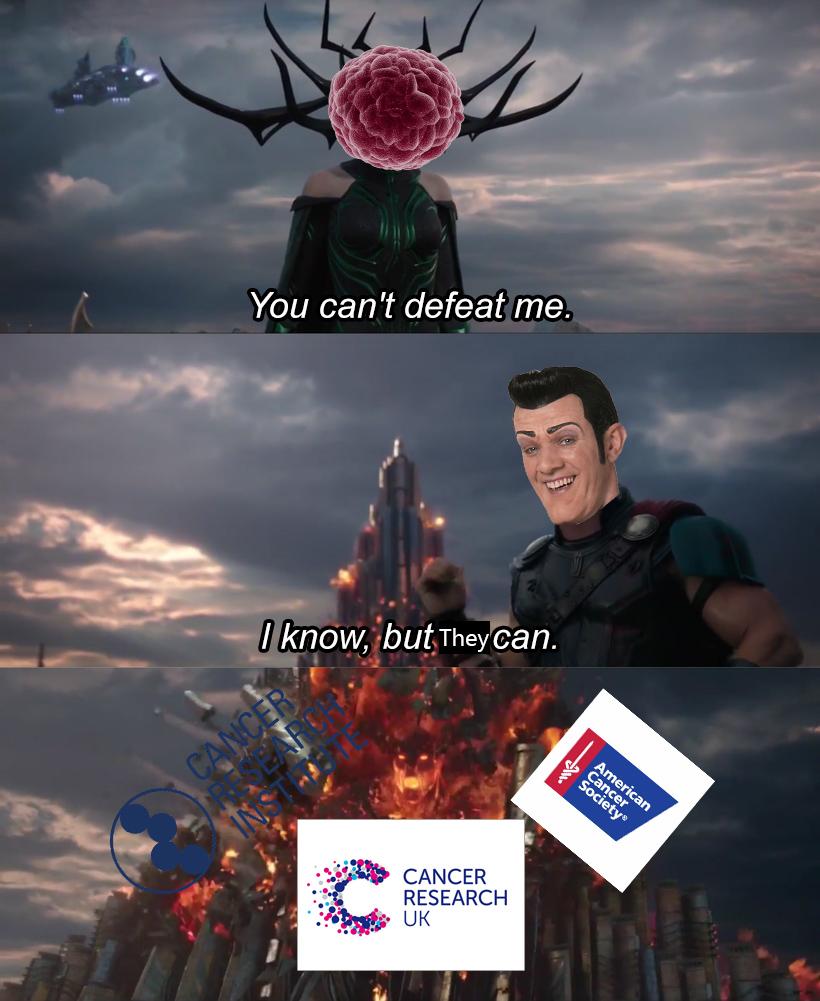 You can't defeat me.
I know, but They can.
CANCER
RESEARCH
INSTITUTE
American
Cancer
Society®
CANCER
RESEARCH
UK